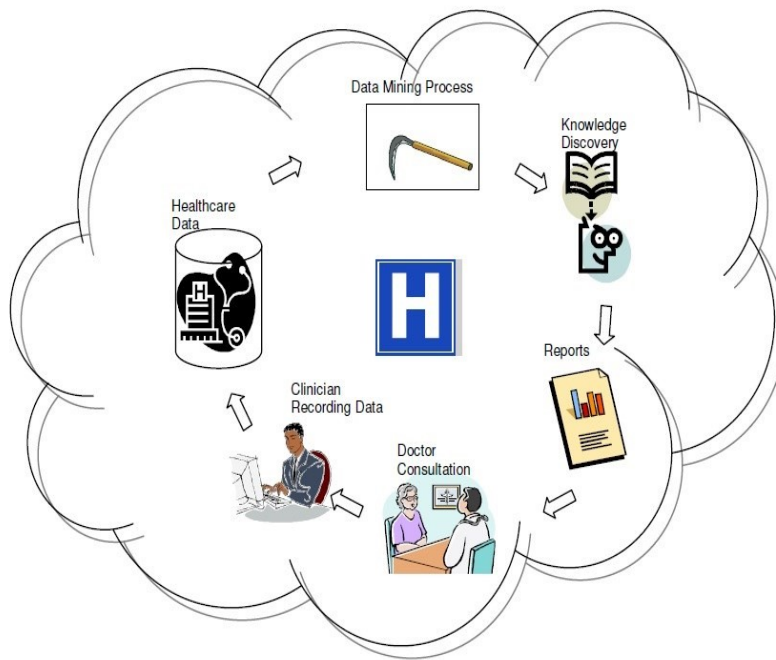 Data Mining Process
Knowledge
Discovery
Healthcare
Data
H
H
Reports
Clinician
Recording Data
Doctor
Consultation